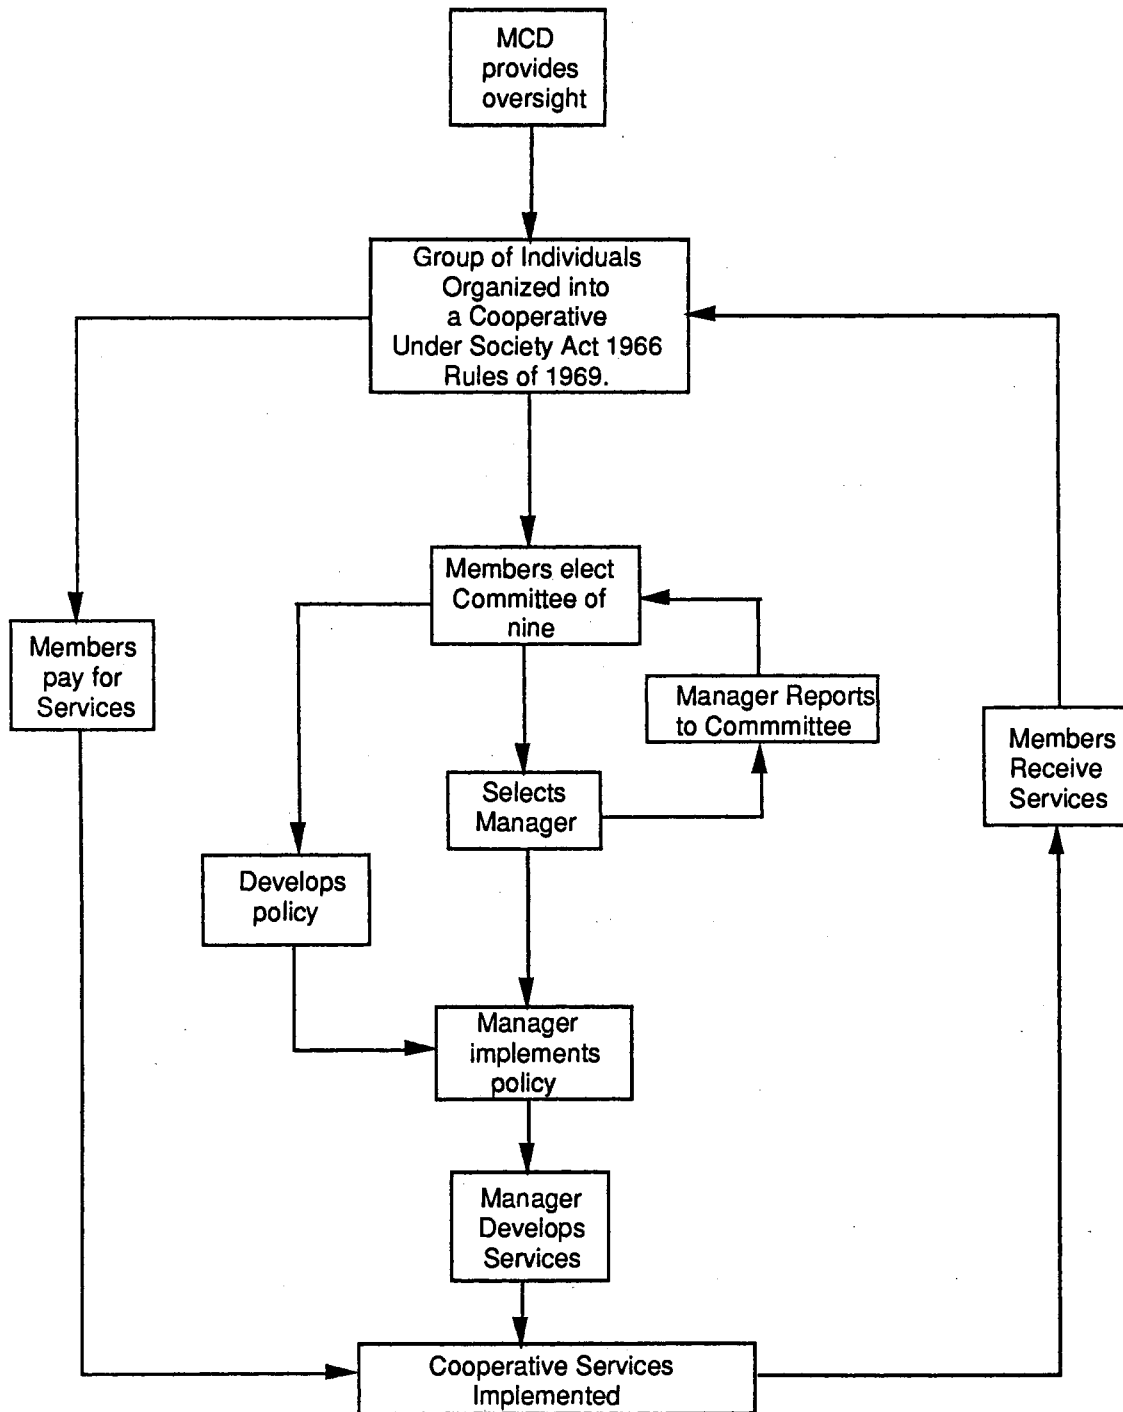 MCD
provides
oversight
Group of Individuals
Organized into
a Cooperative
Under Society Act 1966
Rules of 1969.
Members elect
Committee of
nine
Members
pay for
Services
Manager Reports
to Commmittee
Members
Receive
Services
Selects
Manager
Develops
policy
Manager
implements
policy
Manager
Develops
Services
Cooperative Services
Implemented